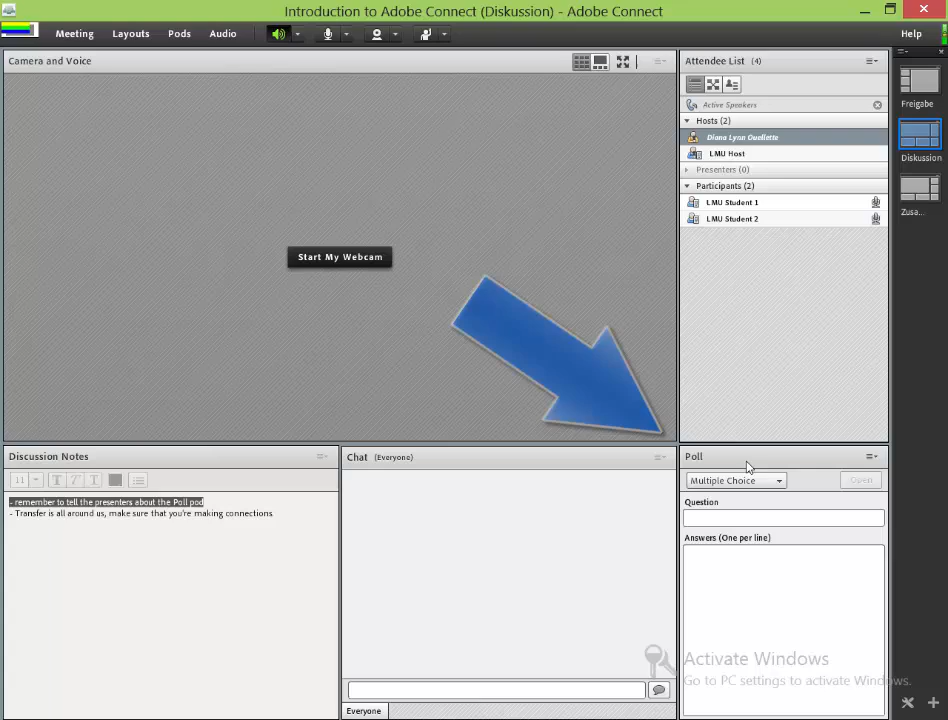 Introduction to Adobe Connect (Diskussion) - Adobe Connect
Meeting Layouts Pods Audio Help
Camera and Voice
Start My Webcam
Attendee List (4)
Active Speakers
Hosts (2)
Diana Lynn Ouellette
LMU Host
Presenters (0)
Participants (2)
LMU Student 1
LMU Student 2
Freigabe
Diskussion
Zusa...
Discussion Notes
11 T T T
- remember to tell the presenters about the Poll pod
- Transfer is all around us, make sure that you're making connections
Chat (Everyone)
Everyone
Poll
Multiple Choice Open
Question
Answers (One per line)
Activate Windows
Go to PC settings to activate Windows.